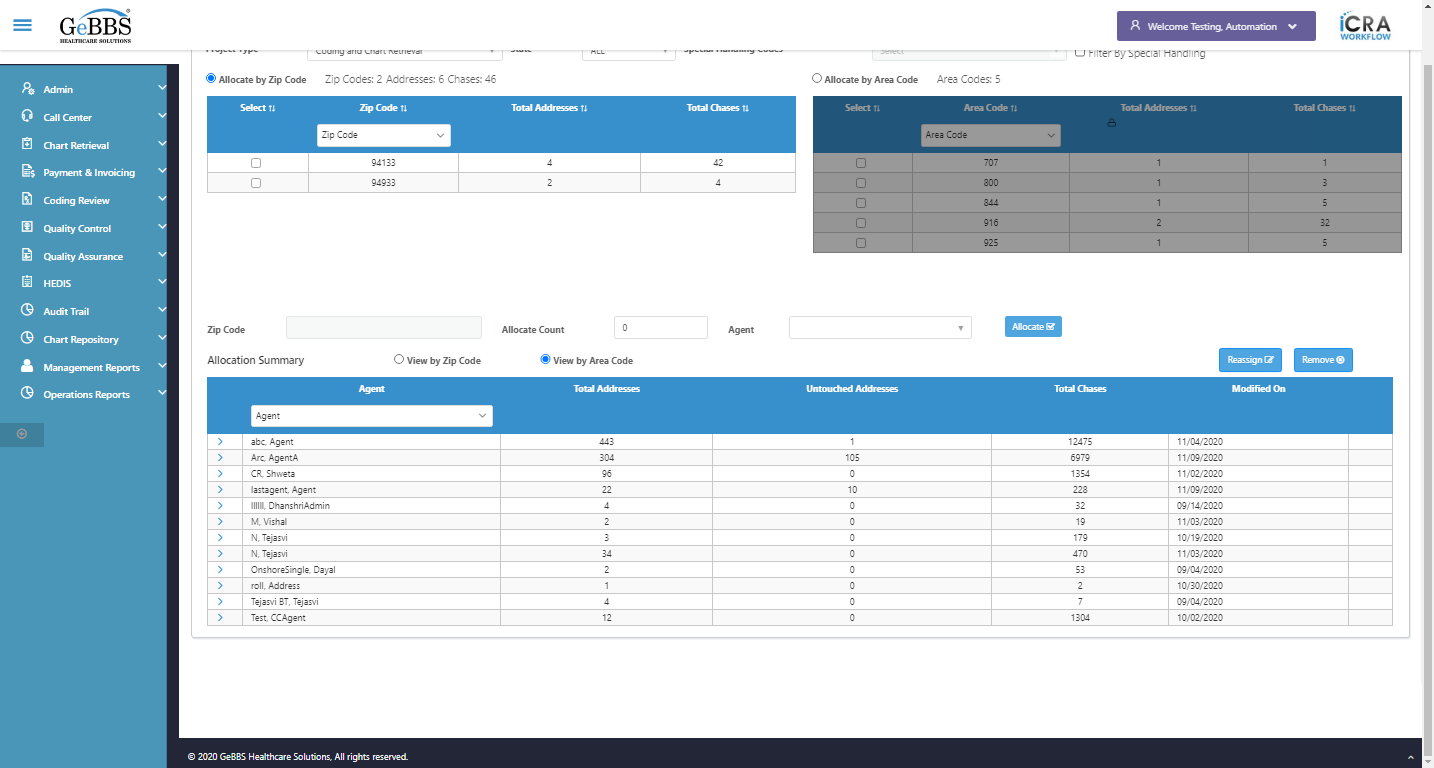 GeBBS
HEALTHCARE SOLUTIONS
Welcome Testing, Automation
iCRA
WORKFLOW
Admin
Call Center
Chart Retrieval
Payment & Invoicing
Coding Review
Quality Control
Quality Assurance
HEDIS
Audit Trail
Chart Repository
Management Reports
Operations Reports
Project Type Coding and Chart Retrieval State ALL Special Handling Codes Select Filter By Special Handling
Allocate by Zip Code Zip Codes: 2 Addresses: 6 Chases: 46
Select Zip Code Total Addresses Total Chases
Zip Code
94133 4 42
94933 2 4
Allocate by Area Code Area Codes: 5
Select Area Code Total Addresses Total Chases
Area Code
707 1 1
800 1 3
844 1 5
916 2 32
925 1 5
Zip Code Allocate Count 0 Agent Allocate
Allocation Summary View by Zip Code View by Area Code Reassign Remove
Agent Total Addresses Untouched Addresses Total Chases Modified On
Agent
abc, Agent 443 1 12475 11/04/2020
Arc, AgentA 304 105 6979 11/09/2020
CR, Shweta 96 0 1354 11/02/2020
lastagent, Agent 22 10 228 11/09/2020
DhanshriAdmin 4 0 32 09/14/2020
M, Vishal 2 0 19 11/03/2020
N, Tejasvi 3 0 179 10/19/2020
N, Tejasvi 34 0 470 11/03/2020
OnshoreSingle, Dayal 2 0 53 09/04/2020
roll, Address 1 0 2 10/30/2020
Tejasvi BT, Tejasvi 4 0 7 09/04/2020
Test, CCAgent 12 0 1304 10/02/2020
© 2020 GeBBS Healthcare Solutions, All rights reserved.